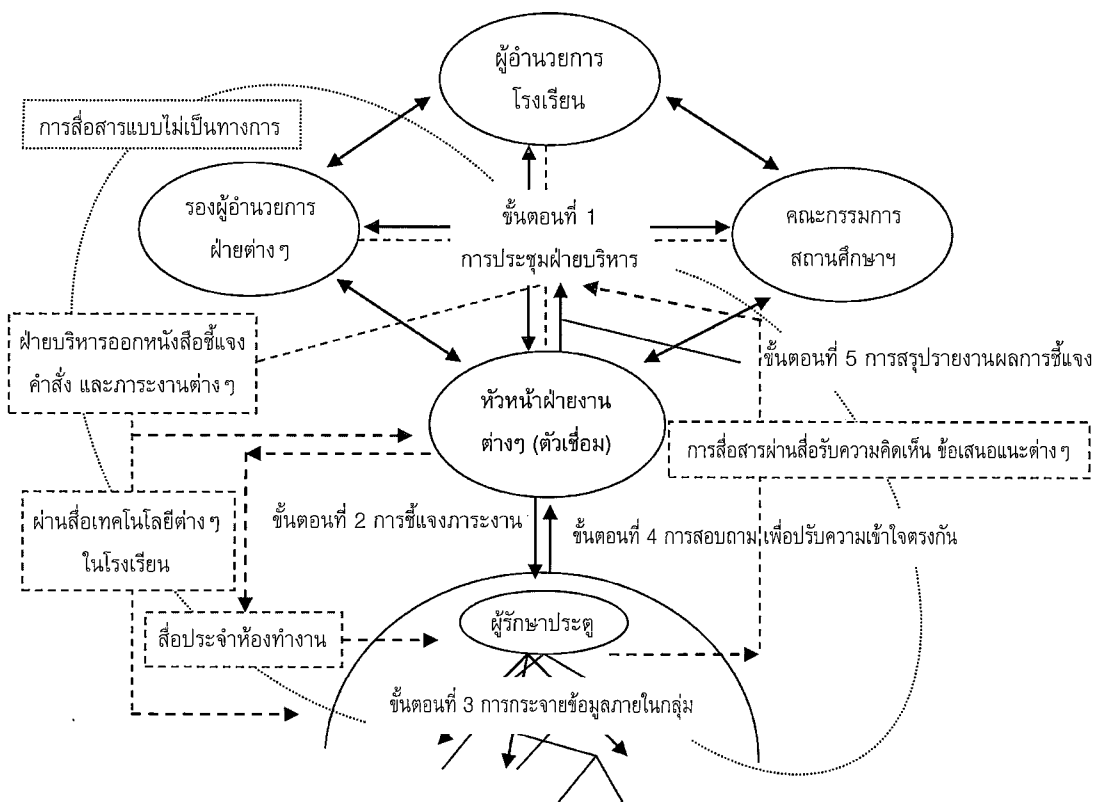 ผู้อำนวยการ
โรงเรียน
การสื่อสารแบบไม่เป็นทางการ
รองผู้อำนวยการ
ฝ่ายต่าง ๆ
ขั้นตอนที่ 1
การประชุมฝ่ายบริหาร
คณะกรรมการ
สถานศึกษาฯ
ฝ่ายบริหารออกหนังสือชี้แจง
คำสั่ง และภาระงานต่าง ๆ
ขั้นตอนที่ 5 การสรุปรายงานผลการชี้แจง
หัวหน้าฝ่ายงาน
ต่างๆ (ตัวเชื่อม)
การสื่อสารผ่านสื่อรับความคิดเห็น ข้อเสนอแนะต่าง ๆ
ผ่านสื่อเทคโนโลยีต่าง ๆ
ในโรงเรียน
ขั้นตอนที่ 2 การชี้แจงภาระงาน
ขั้นตอนที่ 4 การสอบถาม เพื่อปรับความเข้าใจตรงกัน
สื่อประจำห้องทำงาน
ผู้รักษาประตู
ขั้นตอนที่ 3 การกระจายข้อมูลภายในกลุ่ม